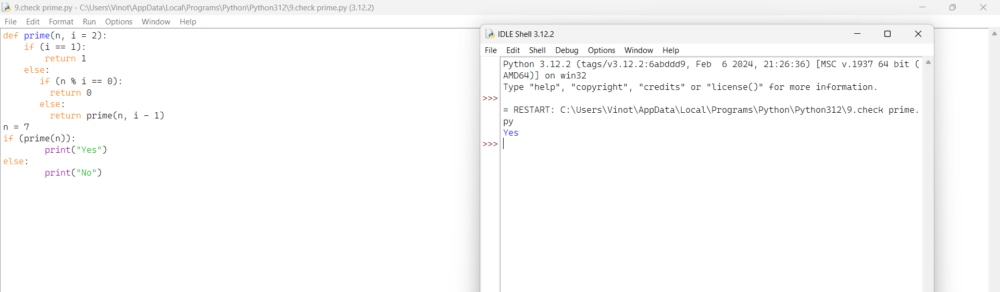 9.check prime.py - C:\Users\Vinot\AppData\Local\Programs\Python\Python312\9.check prime.py (3.12.2)
File Edit Format Run Options Window Help
def prime(n, i = 2):
    if (i == 1):
        return 1
    else:
       if (n % i == 0):
         return 0
       else:
         return prime(n, i - 1)
n = 7
if (prime(n)):
        print("Yes")
else:
        print("No")
IDLE Shell 3.12.2
File Edit Shell Debug Options Window Help
Python 3.12.2 (tags/v3.12.2:6abddd9, Feb  6 2024, 21:26:36) [MSC v.1937 64 bit (
AMD64)] on win32
Type "help", "copyright", "credits" or "license()" for more information.
>>>
= RESTART: C:\Users\Vinot\AppData\Local\Programs\Python\Python312\9.check prime.
py
Yes
>>>